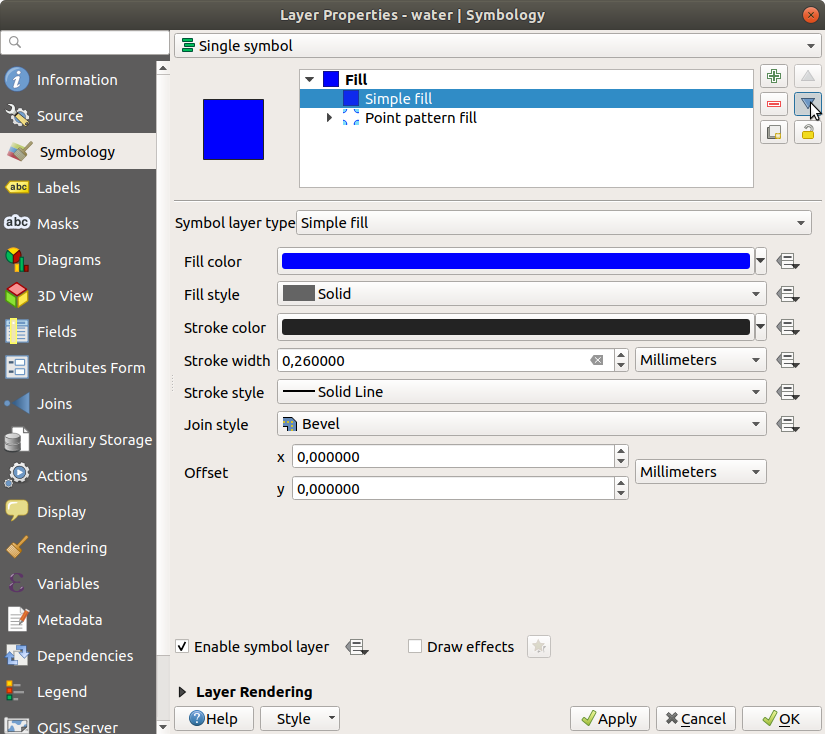 Layer Properties - water | Symbology
Information
Source
Symbology
Labels
Masks
Diagrams
3D View
Fields
Attributes Form
Joins
Auxiliary Storage
Actions
Display
Rendering
Variables
Metadata
Dependencies
Legend
QGIS Server
Single symbol
Fill
Simple fill
Point pattern fill
Symbol layer type Simple fill
Fill color
Fill style Solid
Stroke color
Stroke width 0,260000 Millimeters
Stroke style Solid Line
Join style Bevel
Offset x 0,000000 Millimeters
y 0,000000
Enable symbol layer Draw effects
Layer Rendering
Help Style Apply Cancel OK